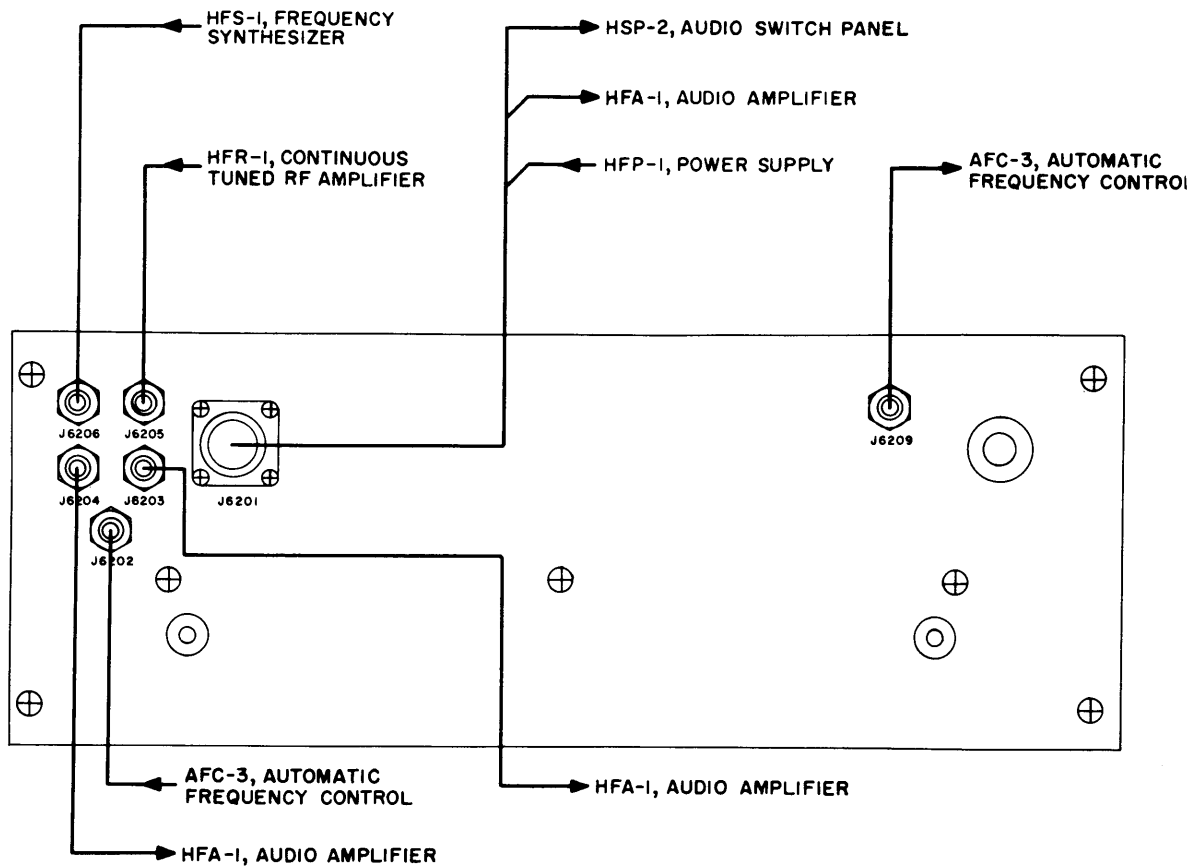 HFS-1, FREQUENCY
SYNTHESIZER
HSP-2, AUDIO SWITCH PANEL
HFA-1, AUDIO AMPLIFIER
HFR-1, CONTINUOUS
TUNED RF AMPLIFIER
HFP-1, POWER SUPPLY
AFC-3, AUTOMATIC
FREQUENCY CONTROL
J6206
J6205
J6209
J6204
J6203
J6201
J6202
AFC-3, AUTOMATIC
FREQUENCY CONTROL
HFA-1, AUDIO AMPLIFIER
HFA-1, AUDIO AMPLIFIER